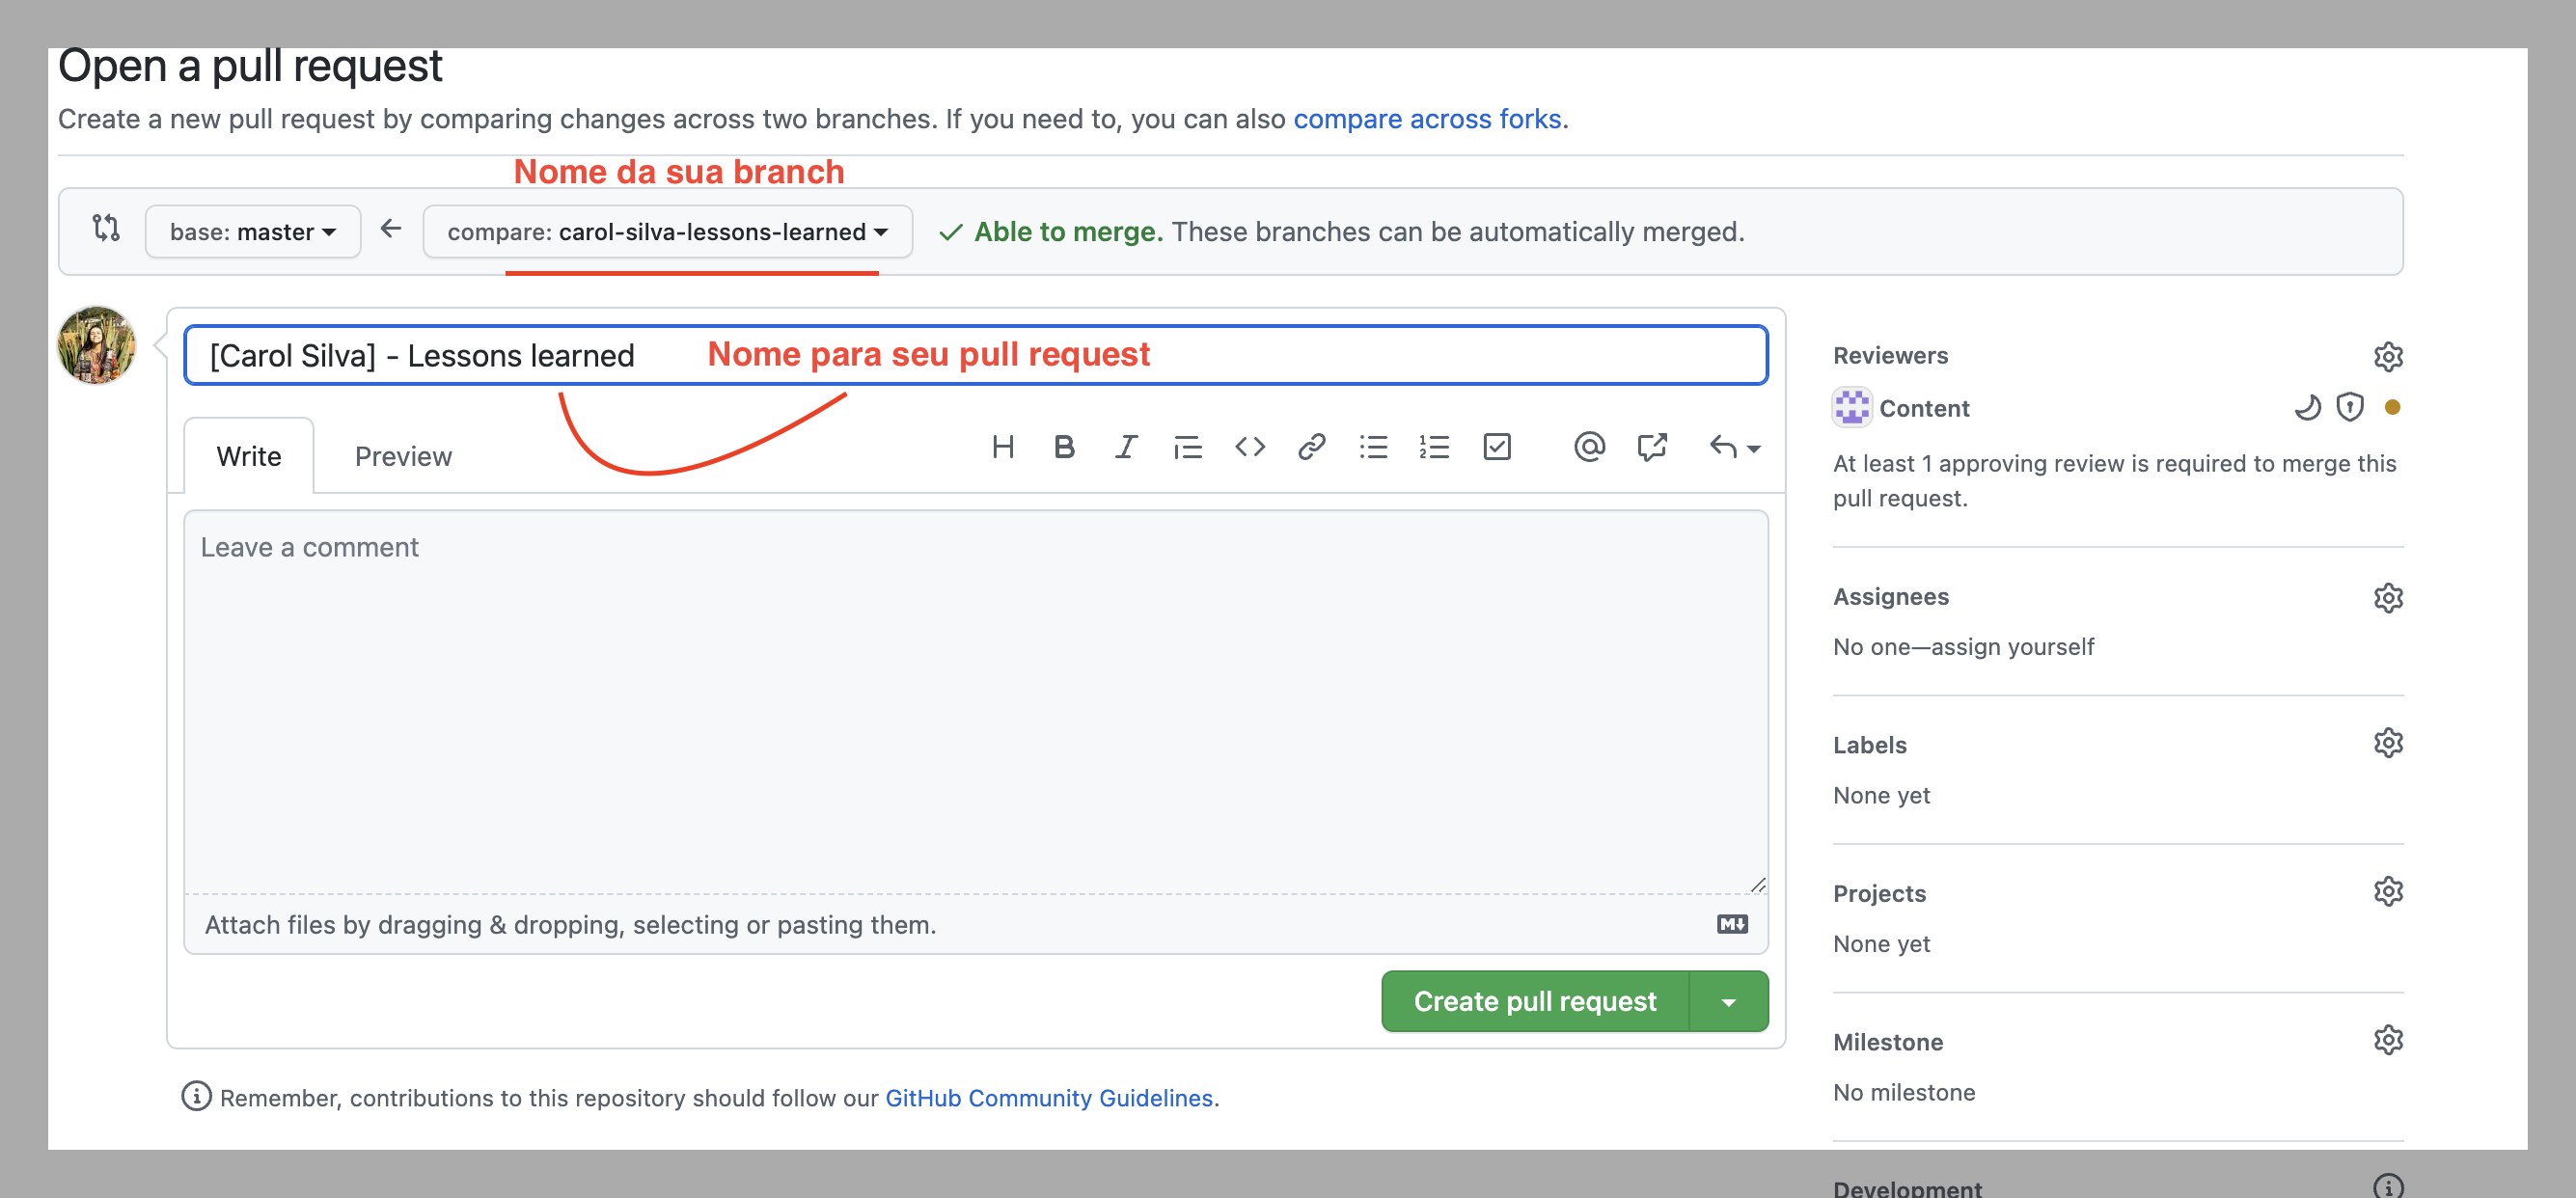 Open a pull request
Create a new pull request by comparing changes across two branches. If you need to, you can also compare across forks.
Nome da sua branch
base: master
compare: carol-silva-lessons-learned
Able to merge. These branches can be automatically merged.
[Carol Silva] - Lessons learned
Nome para seu pull request
Write
Preview
Leave a comment
Attach files by dragging & dropping, selecting or pasting them.
Create pull request
Remember, contributions to this repository should follow our GitHub Community Guidelines.
Reviewers
Content
At least 1 approving review is required to merge this
pull request.
Assignees
No one—assign yourself
Labels
None yet
Projects
None yet
Milestone
No milestone
Development